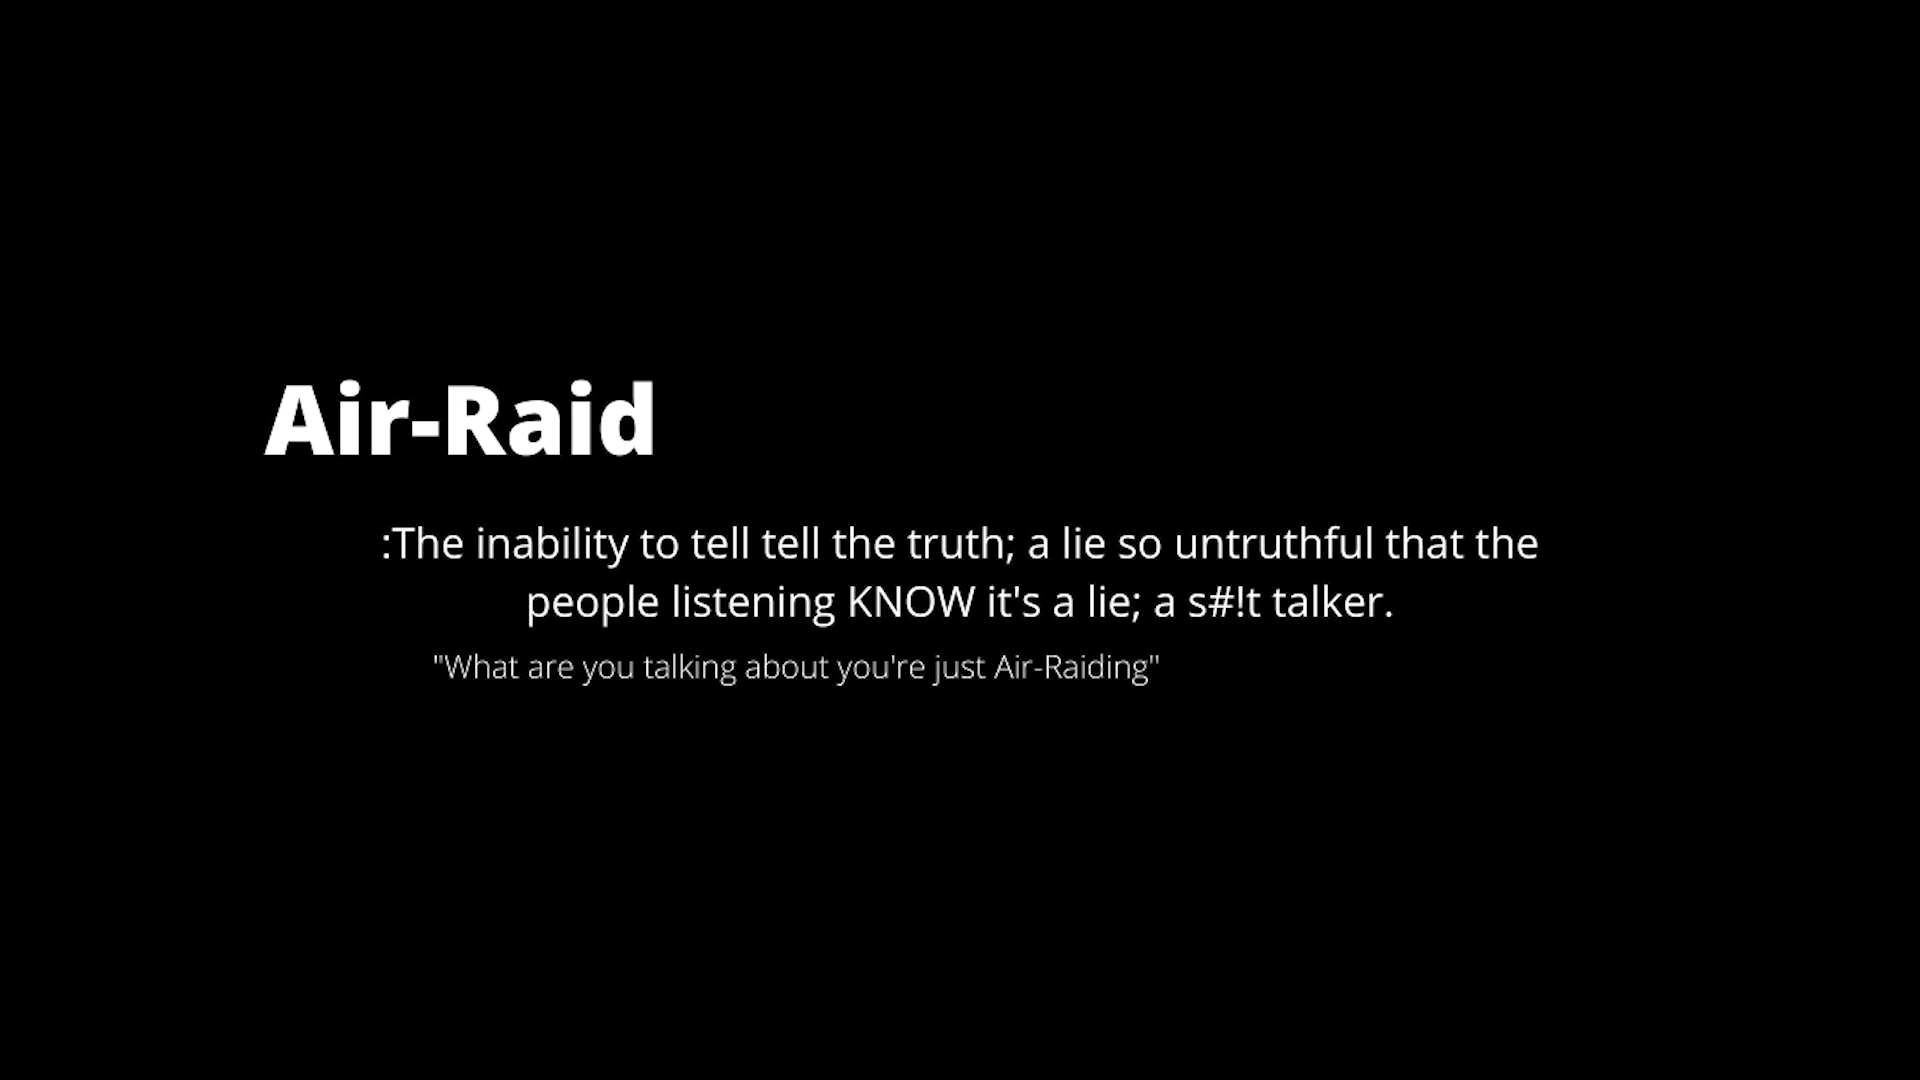 Air-Raid
:The inability to tell tell the truth; a lie so untruthful that the
people listening KNOW it's a lie; a s#!t talker.
"What are you talking about you're just Air-Raiding"